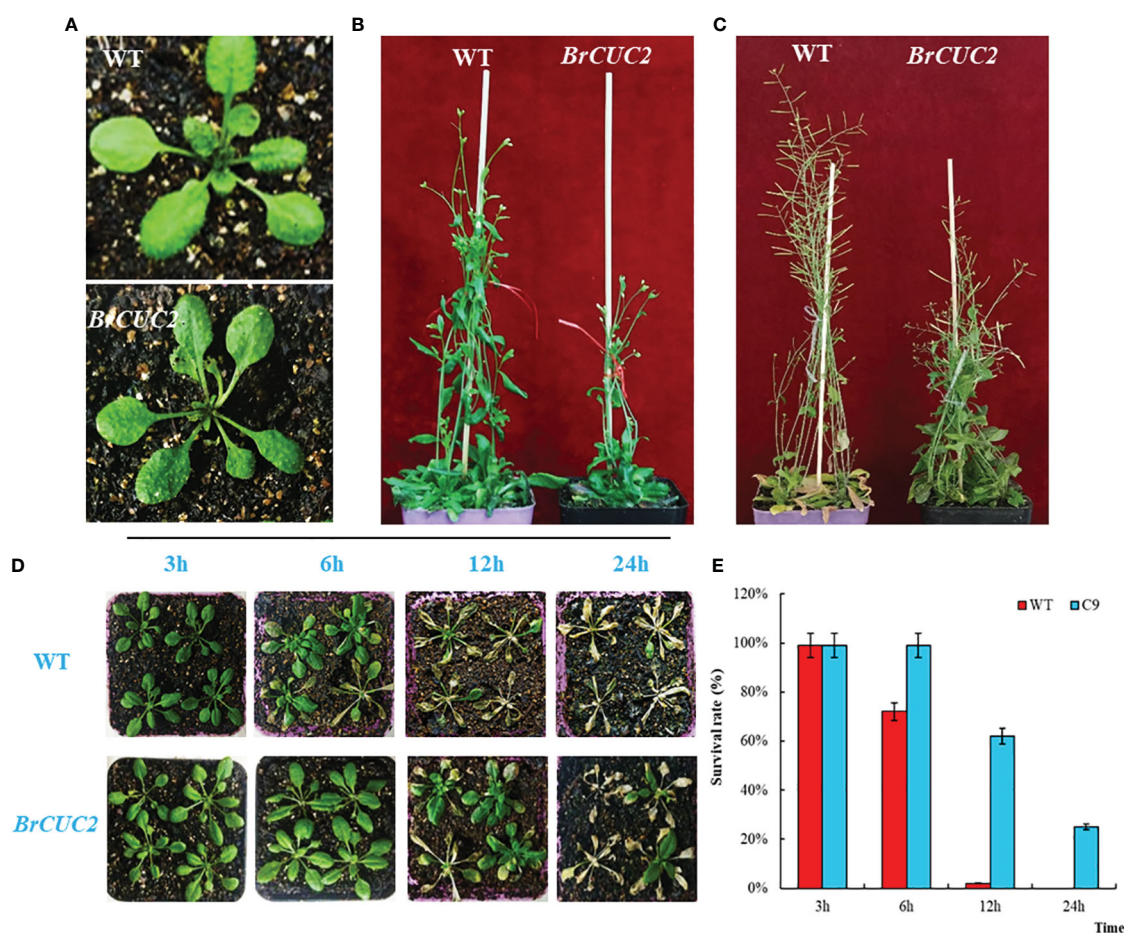 A
WT
BrCUC2
B
WT
BrCUC2
C
WT
BrCUC2
D
3h 6h 12h 24h
WT
BrCUC2
E
WT C9
Survival rate (%)
120%
100%
80%
60%
40%
20%
0%
3h 6h 12h 24h
Time